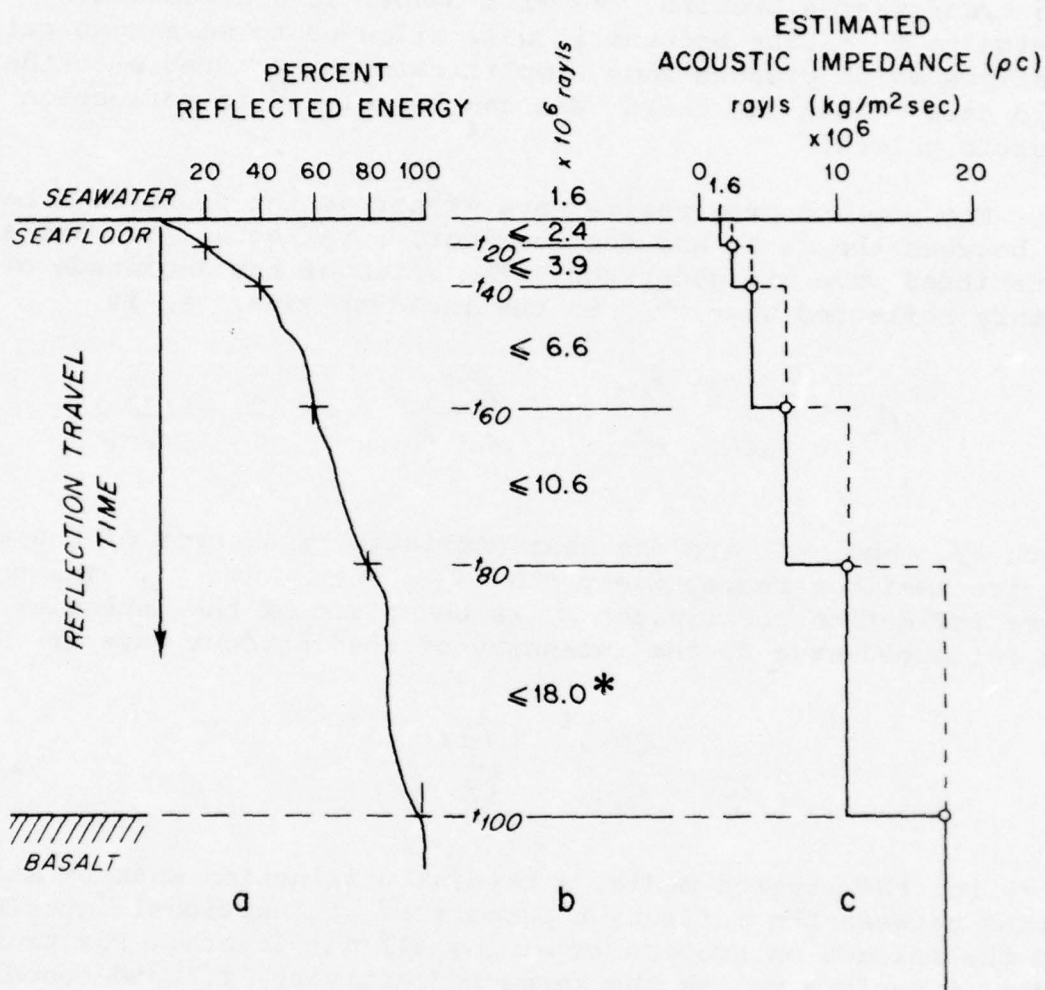 PERCENT
REFLECTED ENERGY
20 40 60 80 100
x 10⁶ rayls
1.6
ESTIMATED
ACOUSTIC IMPEDANCE (ρc)
rayls (kg/m² sec)
x10⁶
0 1.6 10 20
SEAWATER
SEAFLOOR
REFLECTION TRAVEL
TIME
⩽ 2.4
t20
⩽ 3.9
t40
⩽ 6.6
t60
⩽ 10.6
t80
⩽ 18.0 *
t100
BASALT
a b c